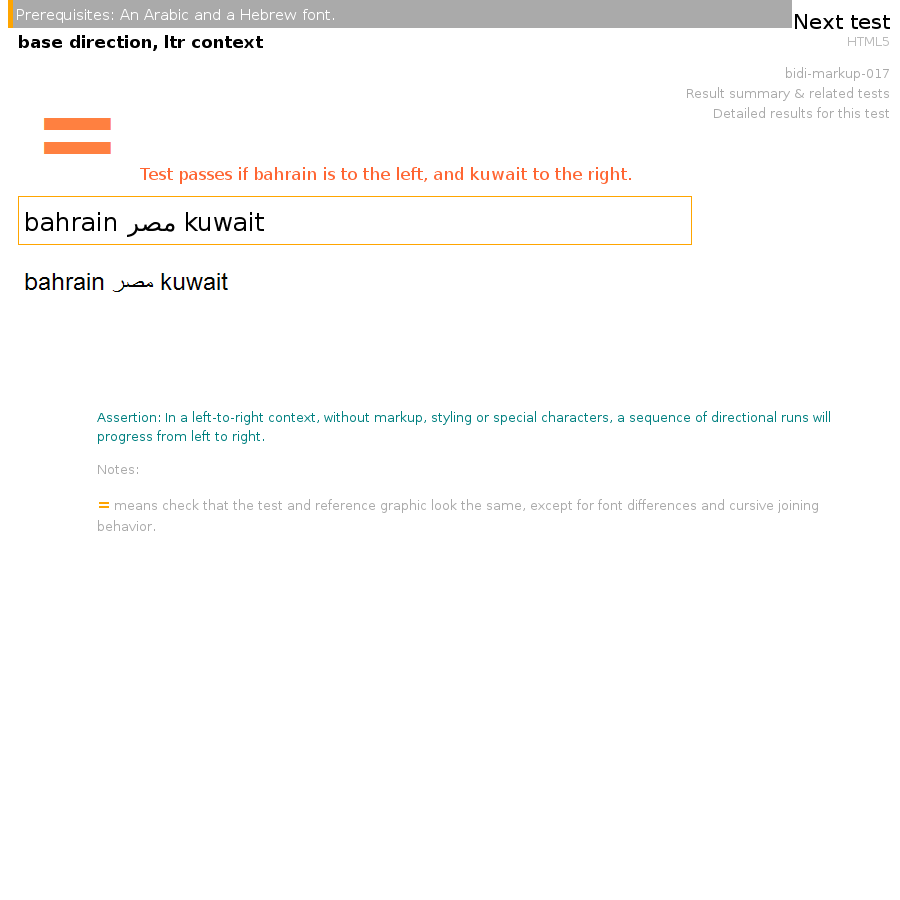 Prerequisites: An Arabic and a Hebrew font.
Next test
base direction, ltr context
HTML5
bidi-markup-017
Result summary & related tests
Detailed results for this test
Test passes if bahrain is to the left, and kuwait to the right.
bahrain مصر kuwait
bahrain مصر kuwait
Assertion: In a left-to-right context, without markup, styling or special characters, a sequence of directional runs will
progress from left to right.
Notes:
= means check that the test and reference graphic look the same, except for font differences and cursive joining
behavior.